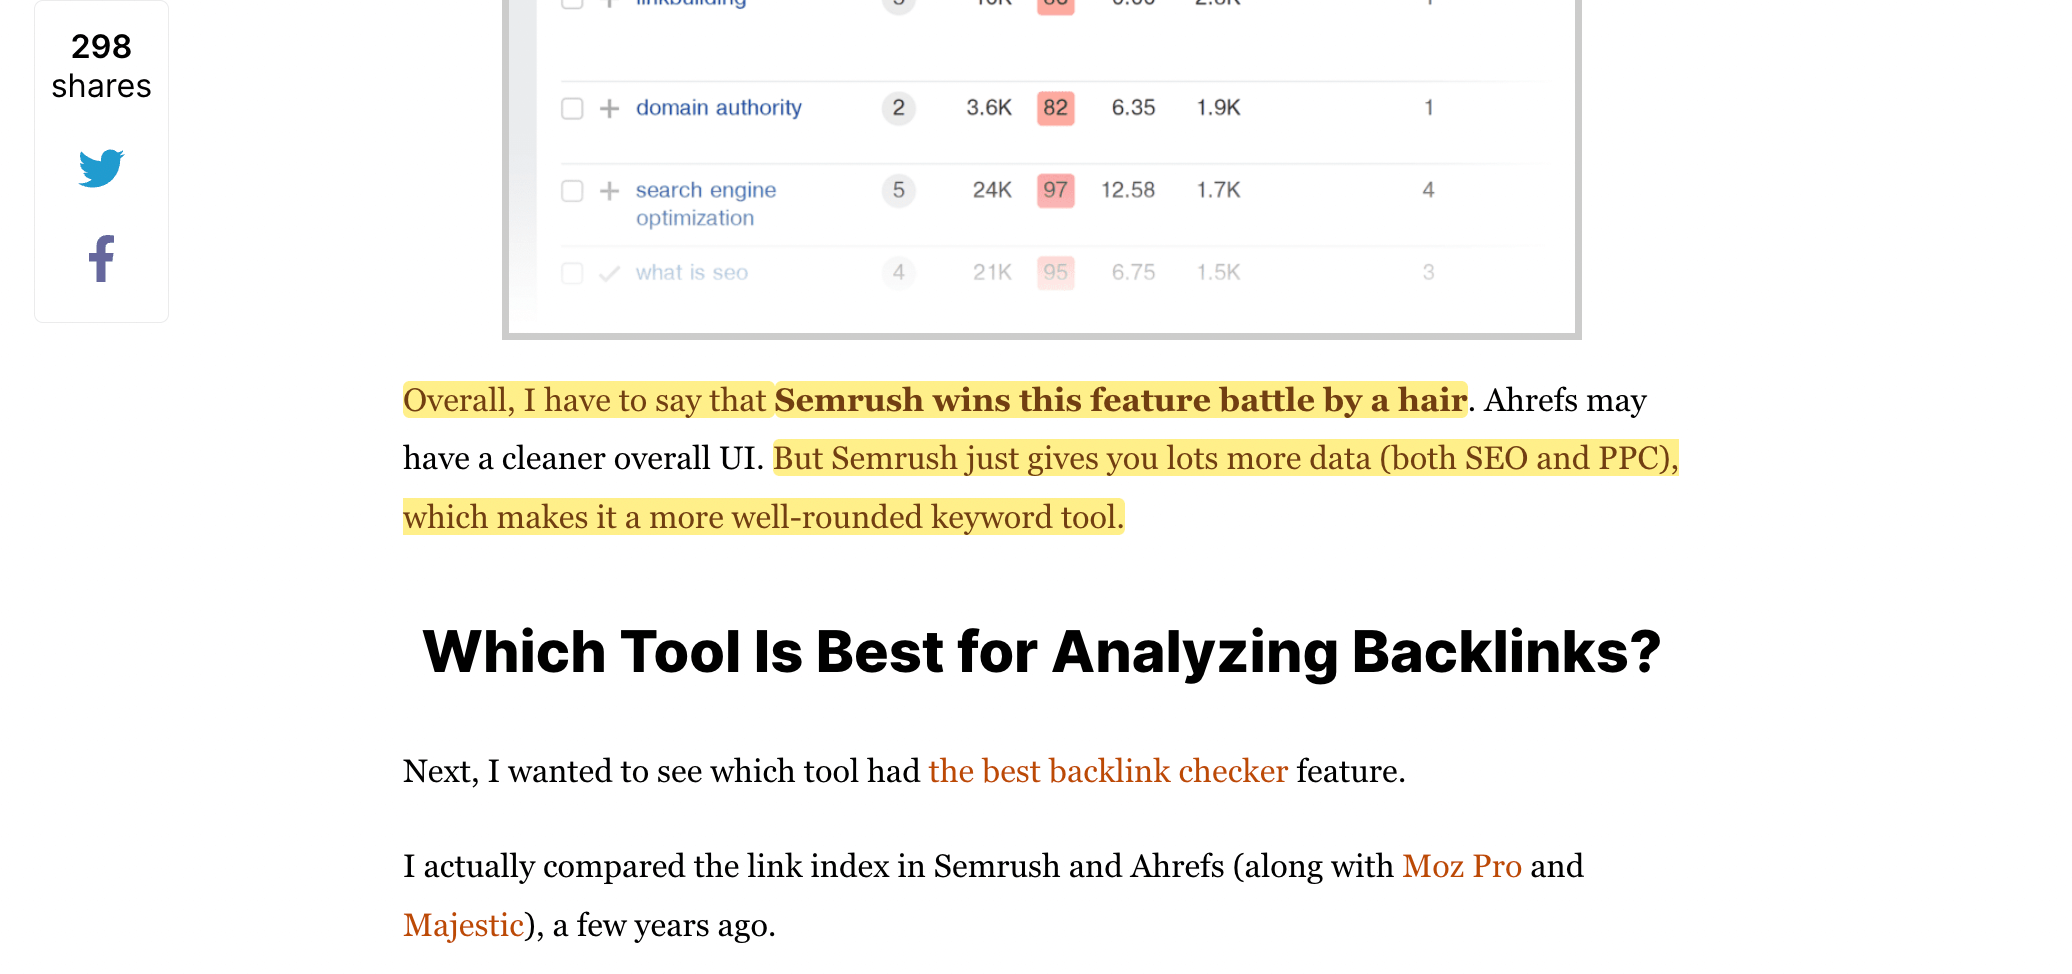 298
shares
linkbuilding
domain authority 2 3.6K 82 6.35 1.9K 1
search engine 5 24K 97 12.58 1.7K 4
optimization
what is seo 4 21K 95 6.75 1.5K 3
Overall, I have to say that Semrush wins this feature battle by a hair. Ahrefs may
have a cleaner overall UI. But Semrush just gives you lots more data (both SEO and PPC),
which makes it a more well-rounded keyword tool.
Which Tool Is Best for Analyzing Backlinks?
Next, I wanted to see which tool had the best backlink checker feature.
I actually compared the link index in Semrush and Ahrefs (along with Moz Pro and
Majestic), a few years ago.